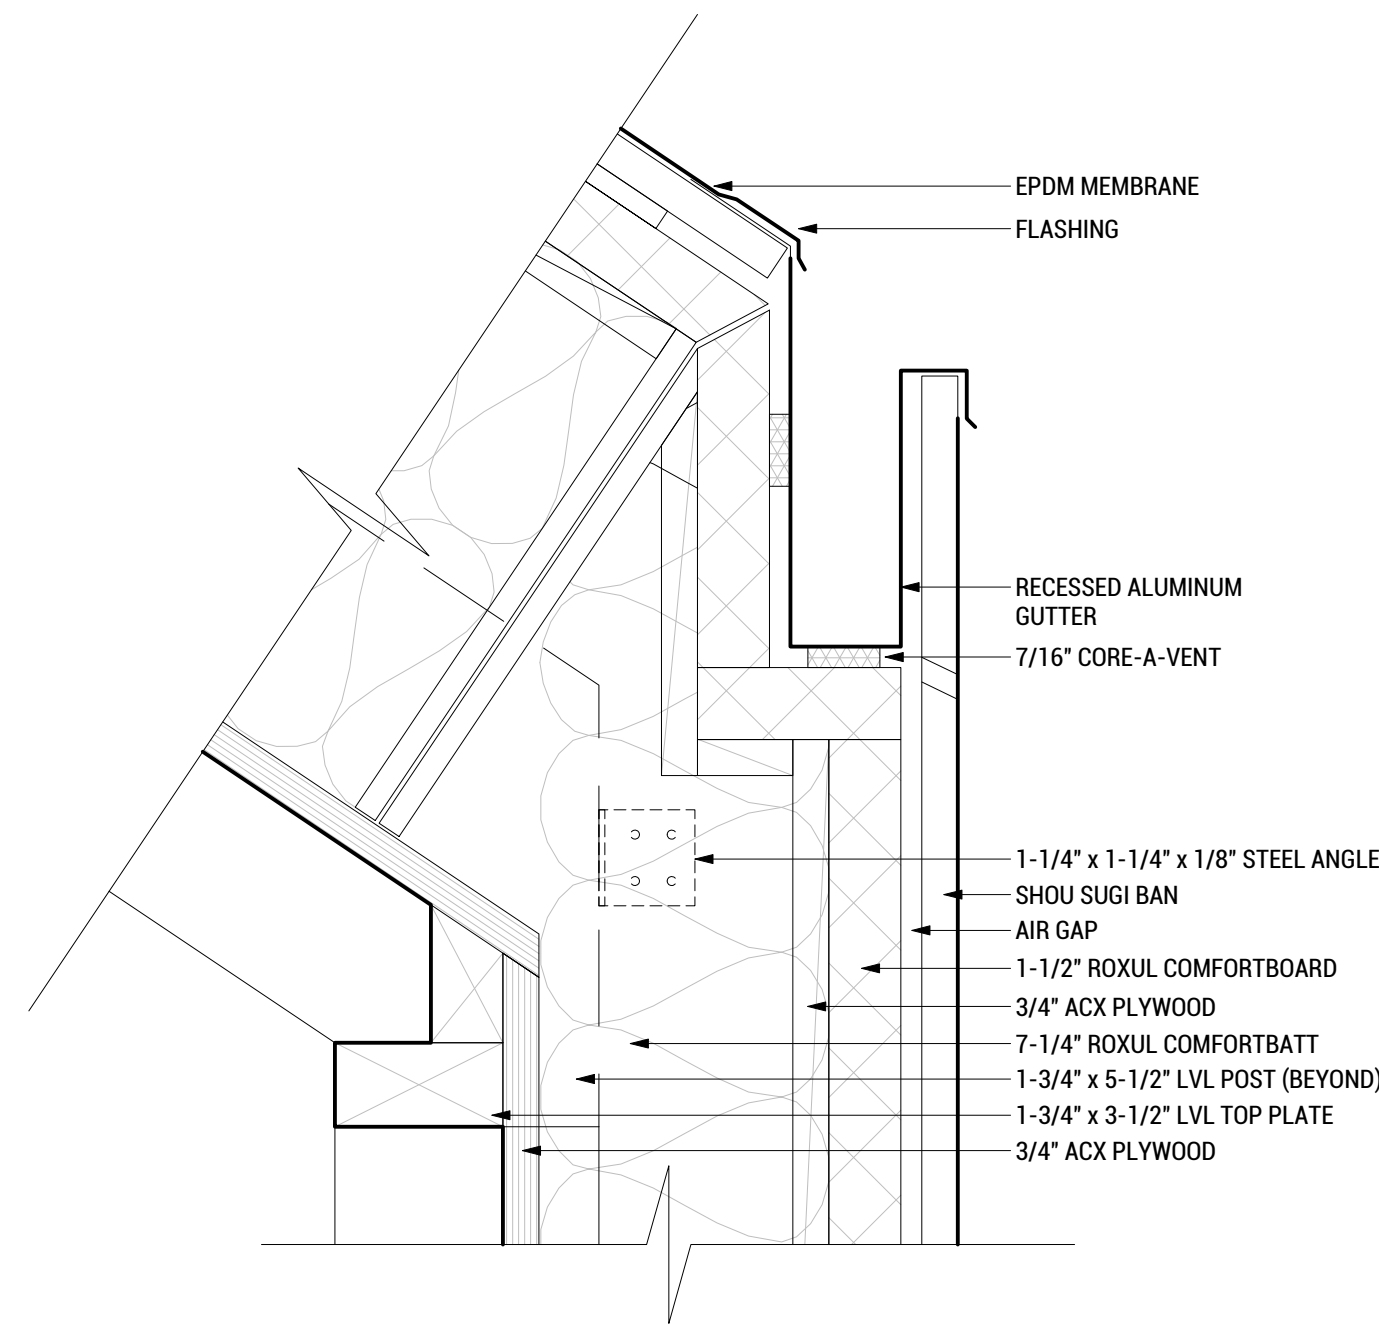 EPDM MEMBRANE
FLASHING
RECESSED ALUMINUM
GUTTER
7/16" CORE-A-VENT
1-1/4" x 1-1/4" x 1/8" STEEL ANGLE
SHOU SUGI BAN
AIR GAP
1-1/2" ROXUL COMFORTBOARD
3/4" ACX PLYWOOD
7-1/4" ROXUL COMFORTBATT
1-3/4" x 5-1/2" LVL POST (BEYOND)
1-3/4" x 3-1/2" LVL TOP PLATE
3/4" ACX PLYWOOD